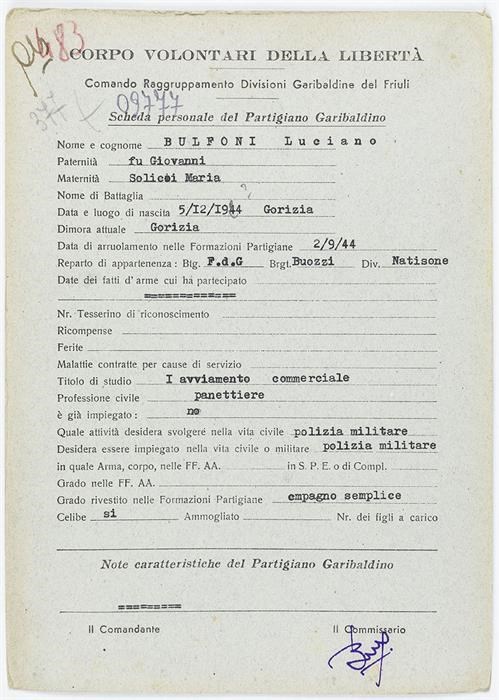 483
CORPO VOLONTARI DELLA LIBERTÀ
Comando Raggruppamento Divisioni Garibaldine del Friuli
09777
Scheda personale del Partigiano Garibaldino
Nome e cognome BULFONI Luciano
Paternità fu Giovanni
Maternità Solicei Maria
Nome di Battaglia ?
Data e luogo di nascita 5/12/1944 Gorizia
Dimora attuale Gorizia
Data di arruolamento nelle Formazioni Partigiane 2/9/44
Reparto di appartenenza: Btg. F.d.G Brgt. Buozzi Div. Natisone
Date dei fatti d'arme cui ha partecipato
=============
Nr. Tesserino di riconoscimento
Ricompense
Ferite
Malattie contratte per cause di servizio
Titolo di studio I avviamento commerciale
Professione civile panettiere
è già impiegato: no
Quale attività desidera svolgere nella vita civile polizia militare
Desidera essere impiegato nella vita civile o militare polizia militare
in quale Arma, corpo, nelle FF. AA. in S. P. E. o di Compl.
Grado nelle FF. AA.
Grado rivestito nelle Formazioni Partigiane cmpagno semplice
Celibe si Ammogliato Nr. dei figli a carico
Note caratteristiche del Partigiano Garibaldino
=========
Il Comandante Il Commissario